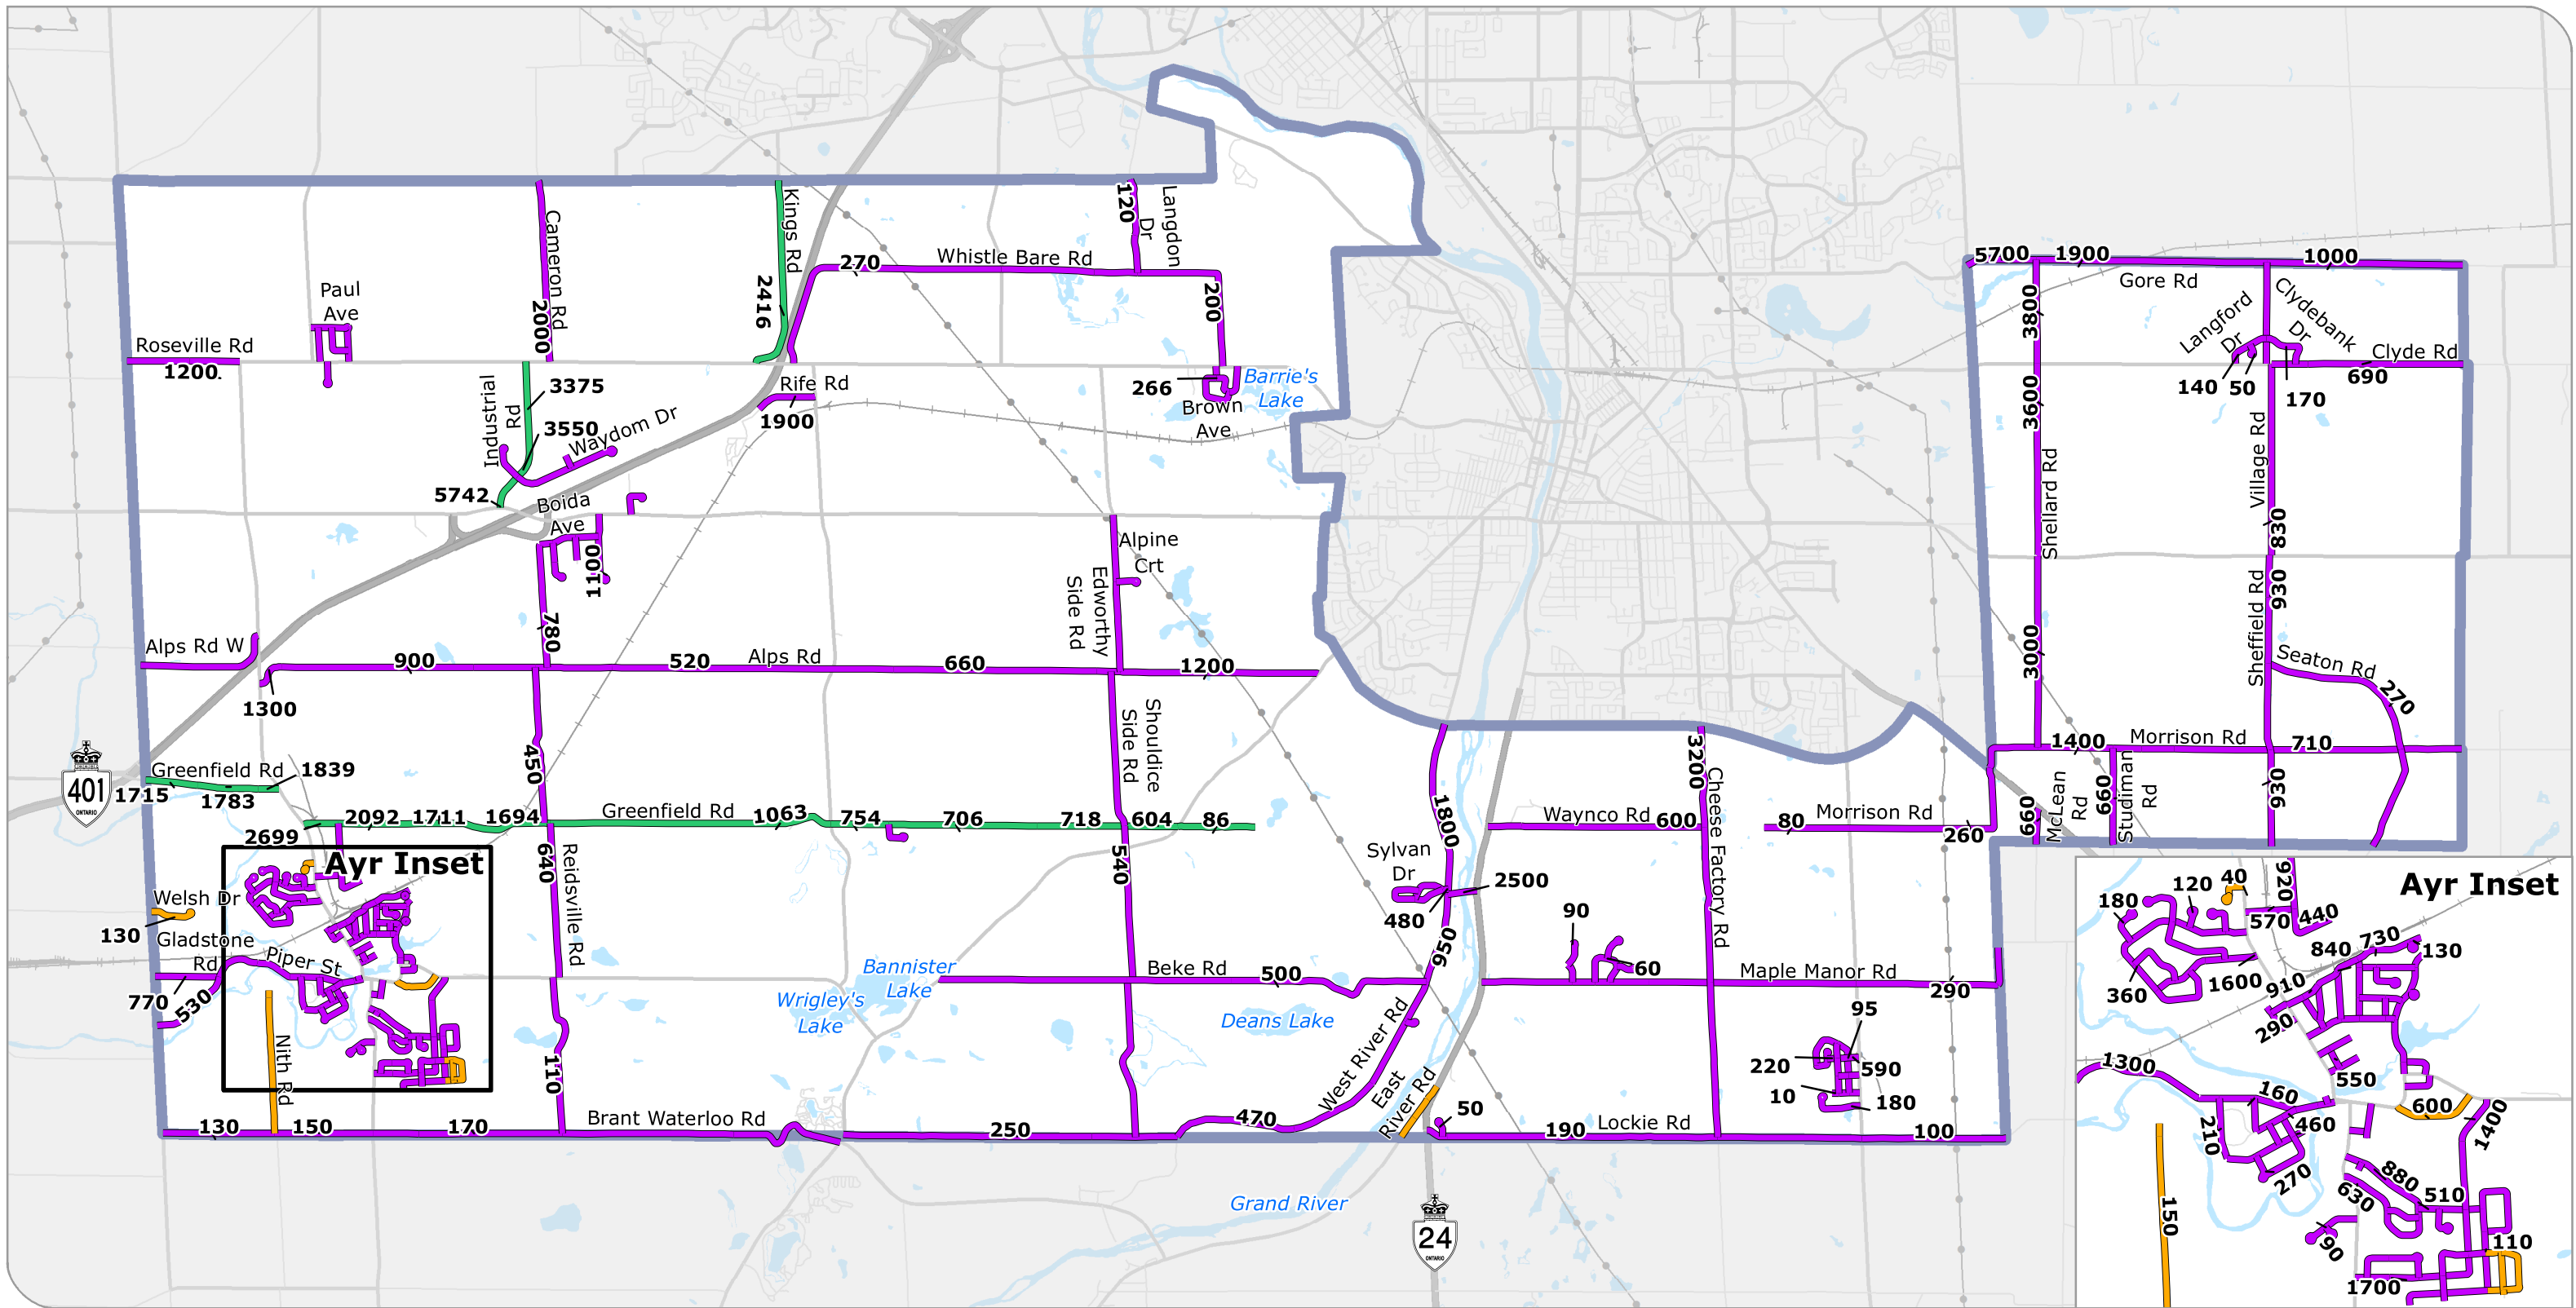 5700
1900
1000
Gore Rd
Kings Rd
Cameron Rd
120
Langdon
Dr
270
Whistle Bare Rd
Paul
Ave
2000
2416
200
3800
Langford
Dr
Clydebank
Dr
Roseville Rd
1200
Clyde Rd
690
140
50
170
Industrial
Rd
3375
3550
Waydom Dr
Rife Rd
1900
266
Brown
Ave
Barrie's
Lake
3600
Village Rd
Shellard Rd
5742
Boida
Ave
1100
830
Alpine
Crt
Edworthy
Side Rd
930
Sheffield Rd
780
Alps Rd W
900
520
Alps Rd
660
1200
1300
3000
Seaton Rd
270
Shouldice
Side Rd
450
401
ONTARIO
Greenfield Rd
1839
1715
1783
2699
2092
1711
1694
Greenfield Rd
1063
754
706
718
604
86
1800
3200
Cheese Factory Rd
Waynco Rd
600
80
Morrison Rd
260
1400
Morrison Rd
710
660
McLean
Rd
660
Studiman
Rd
930
Ayr Inset
640
Reidsville Rd
540
Sylvan
Dr
2500
480
950
90
60
Welsh Dr
130
Gladstone
Rd
Piper St
770
530
Nith Rd
Bannister
Lake
Wrigley's
Lake
Beke Rd
500
Deans Lake
Maple Manor Rd
290
95
220
590
10
180
West River Rd
East
River Rd
110
130
150
170
Brant Waterloo Rd
250
470
50
190
Lockie Rd
100
Grand River
24
ONTARIO
Ayr Inset
180
120
40
920
570
440
360
1600
910
840
730
130
290
1300
160
550
600
1400
210
460
270
880
510
630
150
90
110
1700